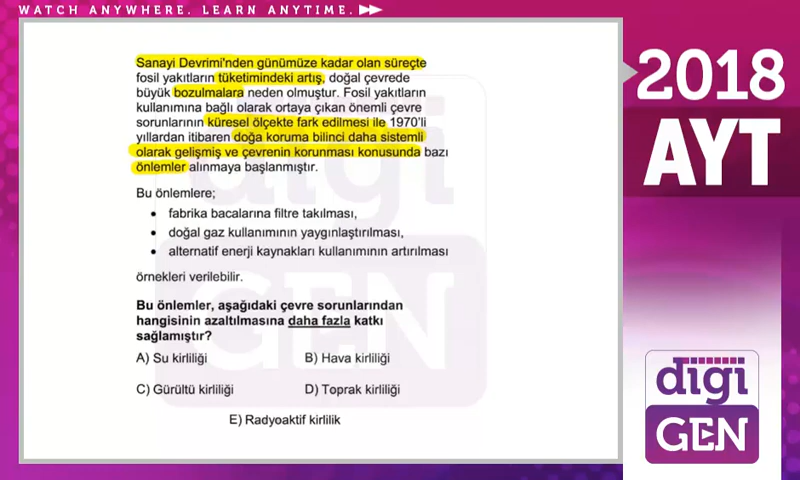 WATCH ANYWHERE. LEARN ANYTIME.
Sanayi Devrimi'nden günümüze kadar olan süreçte
fosil yakıtların tüketimindeki artış, doğal çevrede
büyük bozulmalara neden olmuştur. Fosil yakıtların
kullanımına bağlı olarak ortaya çıkan önemli çevre
sorunlarının küresel ölçekte fark edilmesi ile 1970'li
yıllardan itibaren doğa koruma bilinci daha sistemli
olarak gelişmiş ve çevrenin korunması konusunda bazı
önlemler alınmaya başlanmıştır.
Bu önlemlere;
• fabrika bacalarına filtre takılması,
• doğal gaz kullanımının yaygınlaştırılması,
• alternatif enerji kaynakları kullanımının artırılması
örnekleri verilebilir.
Bu önlemler, aşağıdaki çevre sorunlarından
hangisinin azaltılmasına daha fazla katkı
sağlamıştır?
A) Su kirliliği B) Hava kirliliği
C) Gürültü kirliliği D) Toprak kirliliği
E) Radyoaktif kirlilik
2018
AYT
digi
GEN
digi
GEN